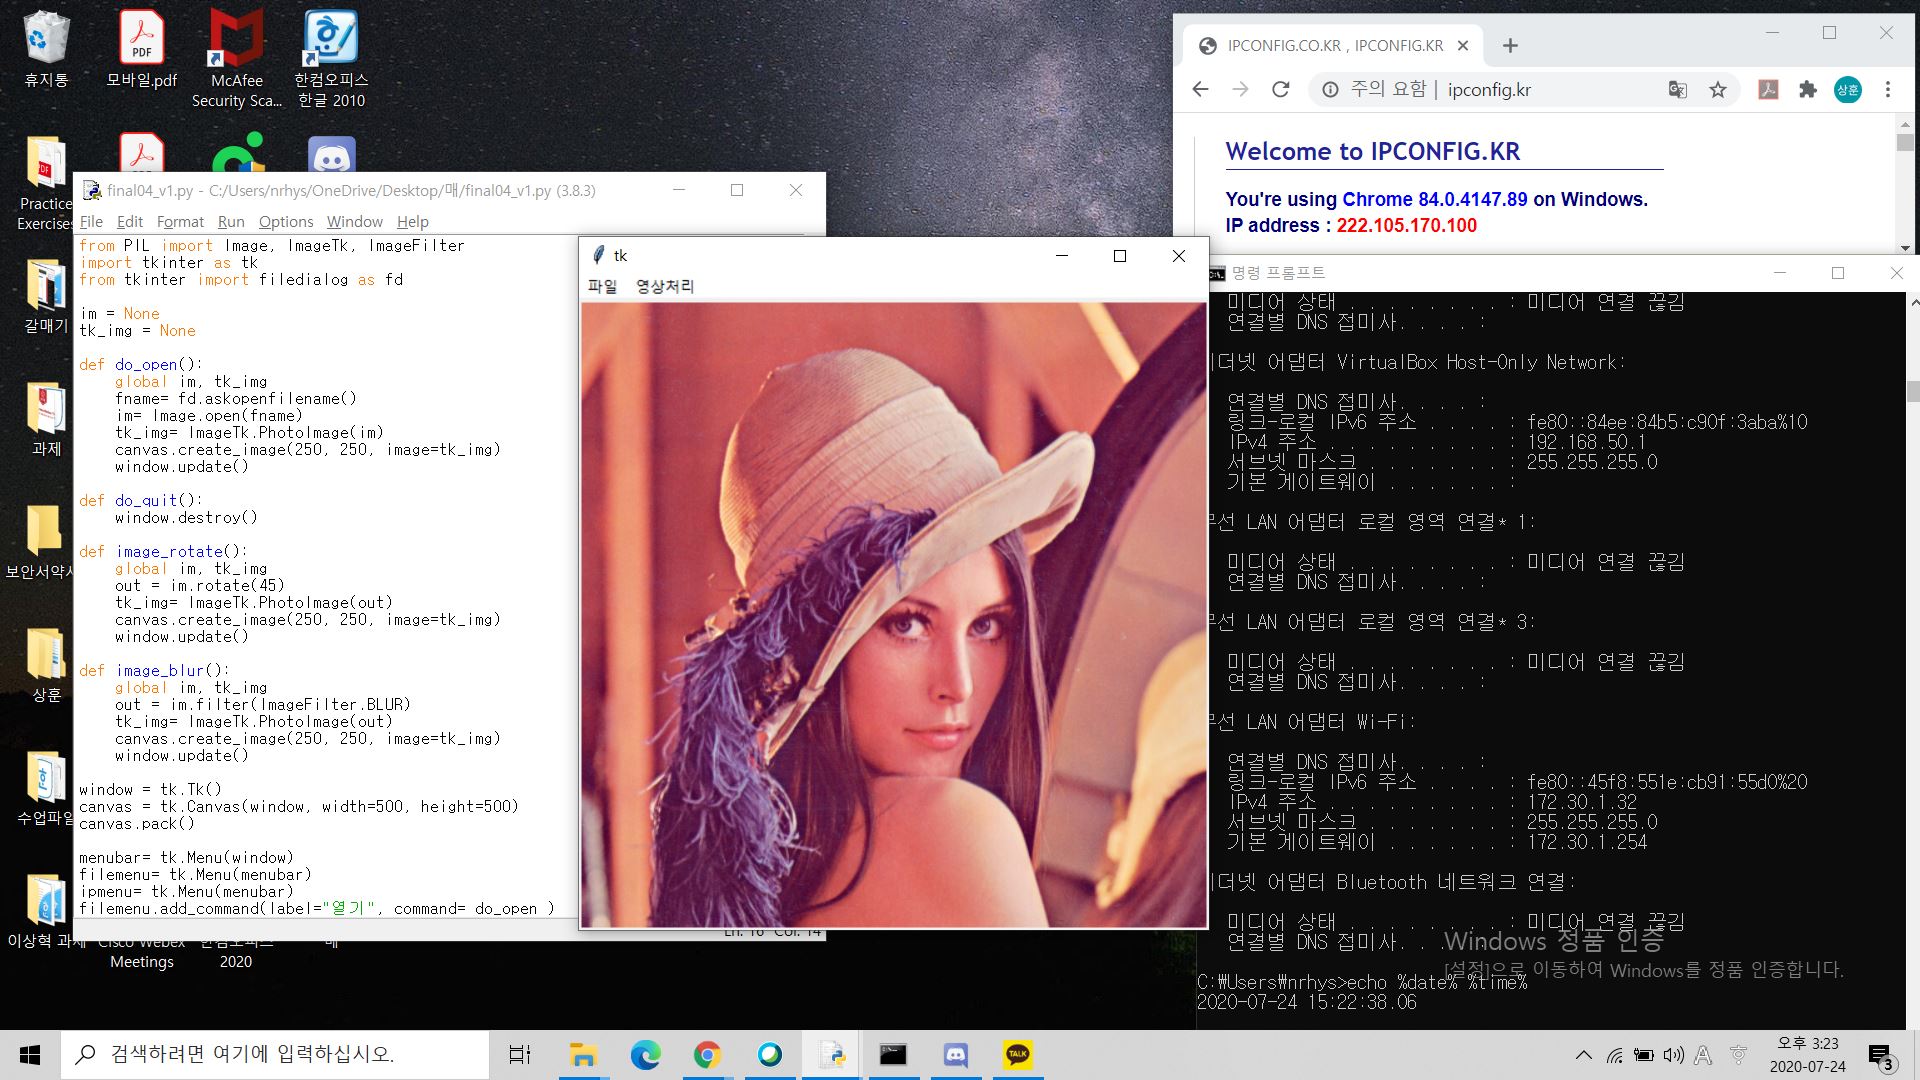 휴지통
모바일.pdf
McAfee
Security Sca...
한컴오피스
한글 2010
PDF
Practice
Exercises
갈매기
과제
보안서약서
상훈
수업파일
이상혁 과제
Cisco Webex
Meetings
한컴오피스
2020
매
final04_v1.py - C:/Users/nrhys/OneDrive/Desktop/매/final04_v1.py (3.8.3)
File Edit Format Run Options Window Help
from PIL import Image, ImageTk, ImageFilter
import tkinter as tk
from tkinter import filedialog as fd
im = None
tk_img = None
def do_open():
global im, tk_img
fname= fd.askopenfilename()
im= Image.open(fname)
tk_img= ImageTk.PhotoImage(im)
canvas.create_image(250, 250, image=tk_img)
window.update()
def do_quit():
window.destroy()
def image_rotate():
global im, tk_img
out = im.rotate(45)
tk_img= ImageTk.PhotoImage(out)
canvas.create_image(250, 250, image=tk_img)
window.update()
def image_blur():
global im, tk_img
out = im.filter(ImageFilter.BLUR)
tk_img= ImageTk.PhotoImage(out)
canvas.create_image(250, 250, image=tk_img)
window.update()
window = tk.Tk()
canvas = tk.Canvas(window, width=500, height=500)
canvas.pack()
menubar= tk.Menu(window)
filemenu= tk.Menu(menubar)
ipmenu= tk.Menu(menubar)
filemenu.add_command(label="열기", command= do_open )
Ln: 16 Col: 14
tk
파일 영상처리
IPCONFIG.CO.KR , IPCONFIG.KR
주의 요함 | ipconfig.kr
상훈
Welcome to IPCONFIG.KR
You're using Chrome 84.0.4147.89 on Windows.
IP address : 222.105.170.100
명령 프롬프트
미디어 상태 . . . . . . . . : 미디어 연결 끊김
연결별 DNS 접미사. . . . :
이더넷 어댑터 VirtualBox Host-Only Network:
연결별 DNS 접미사. . . . :
링크-로컬 IPv6 주소 . . . . : fe80::84ee:84b5:c90f:3aba%10
IPv4 주소 . . . . . . . . . : 192.168.50.1
서브넷 마스크 . . . . . . . : 255.255.255.0
기본 게이트웨이 . . . . . . :
무선 LAN 어댑터 로컬 영역 연결* 1:
미디어 상태 . . . . . . . . : 미디어 연결 끊김
연결별 DNS 접미사. . . . :
무선 LAN 어댑터 로컬 영역 연결* 3:
미디어 상태 . . . . . . . . : 미디어 연결 끊김
연결별 DNS 접미사. . . . :
무선 LAN 어댑터 Wi-Fi:
연결별 DNS 접미사. . . . :
링크-로컬 IPv6 주소 . . . . : fe80::45f8:551e:cb91:55d0%20
IPv4 주소 . . . . . . . . . : 172.30.1.32
서브넷 마스크 . . . . . . . : 255.255.255.0
기본 게이트웨이 . . . . . . : 172.30.1.254
이더넷 어댑터 Bluetooth 네트워크 연결:
미디어 상태 . . . . . . . . : 미디어 연결 끊김
연결별 DNS 접미사. . .
Windows 정품 인증
[설정]으로 이동하여 Windows를 정품 인증합니다.
C:₩Users₩nrhys>echo %date% %time%
2020-07-24 15:22:38.06
검색하려면 여기에 입력하십시오.
TALK
A
오후 3:23
2020-07-24
3